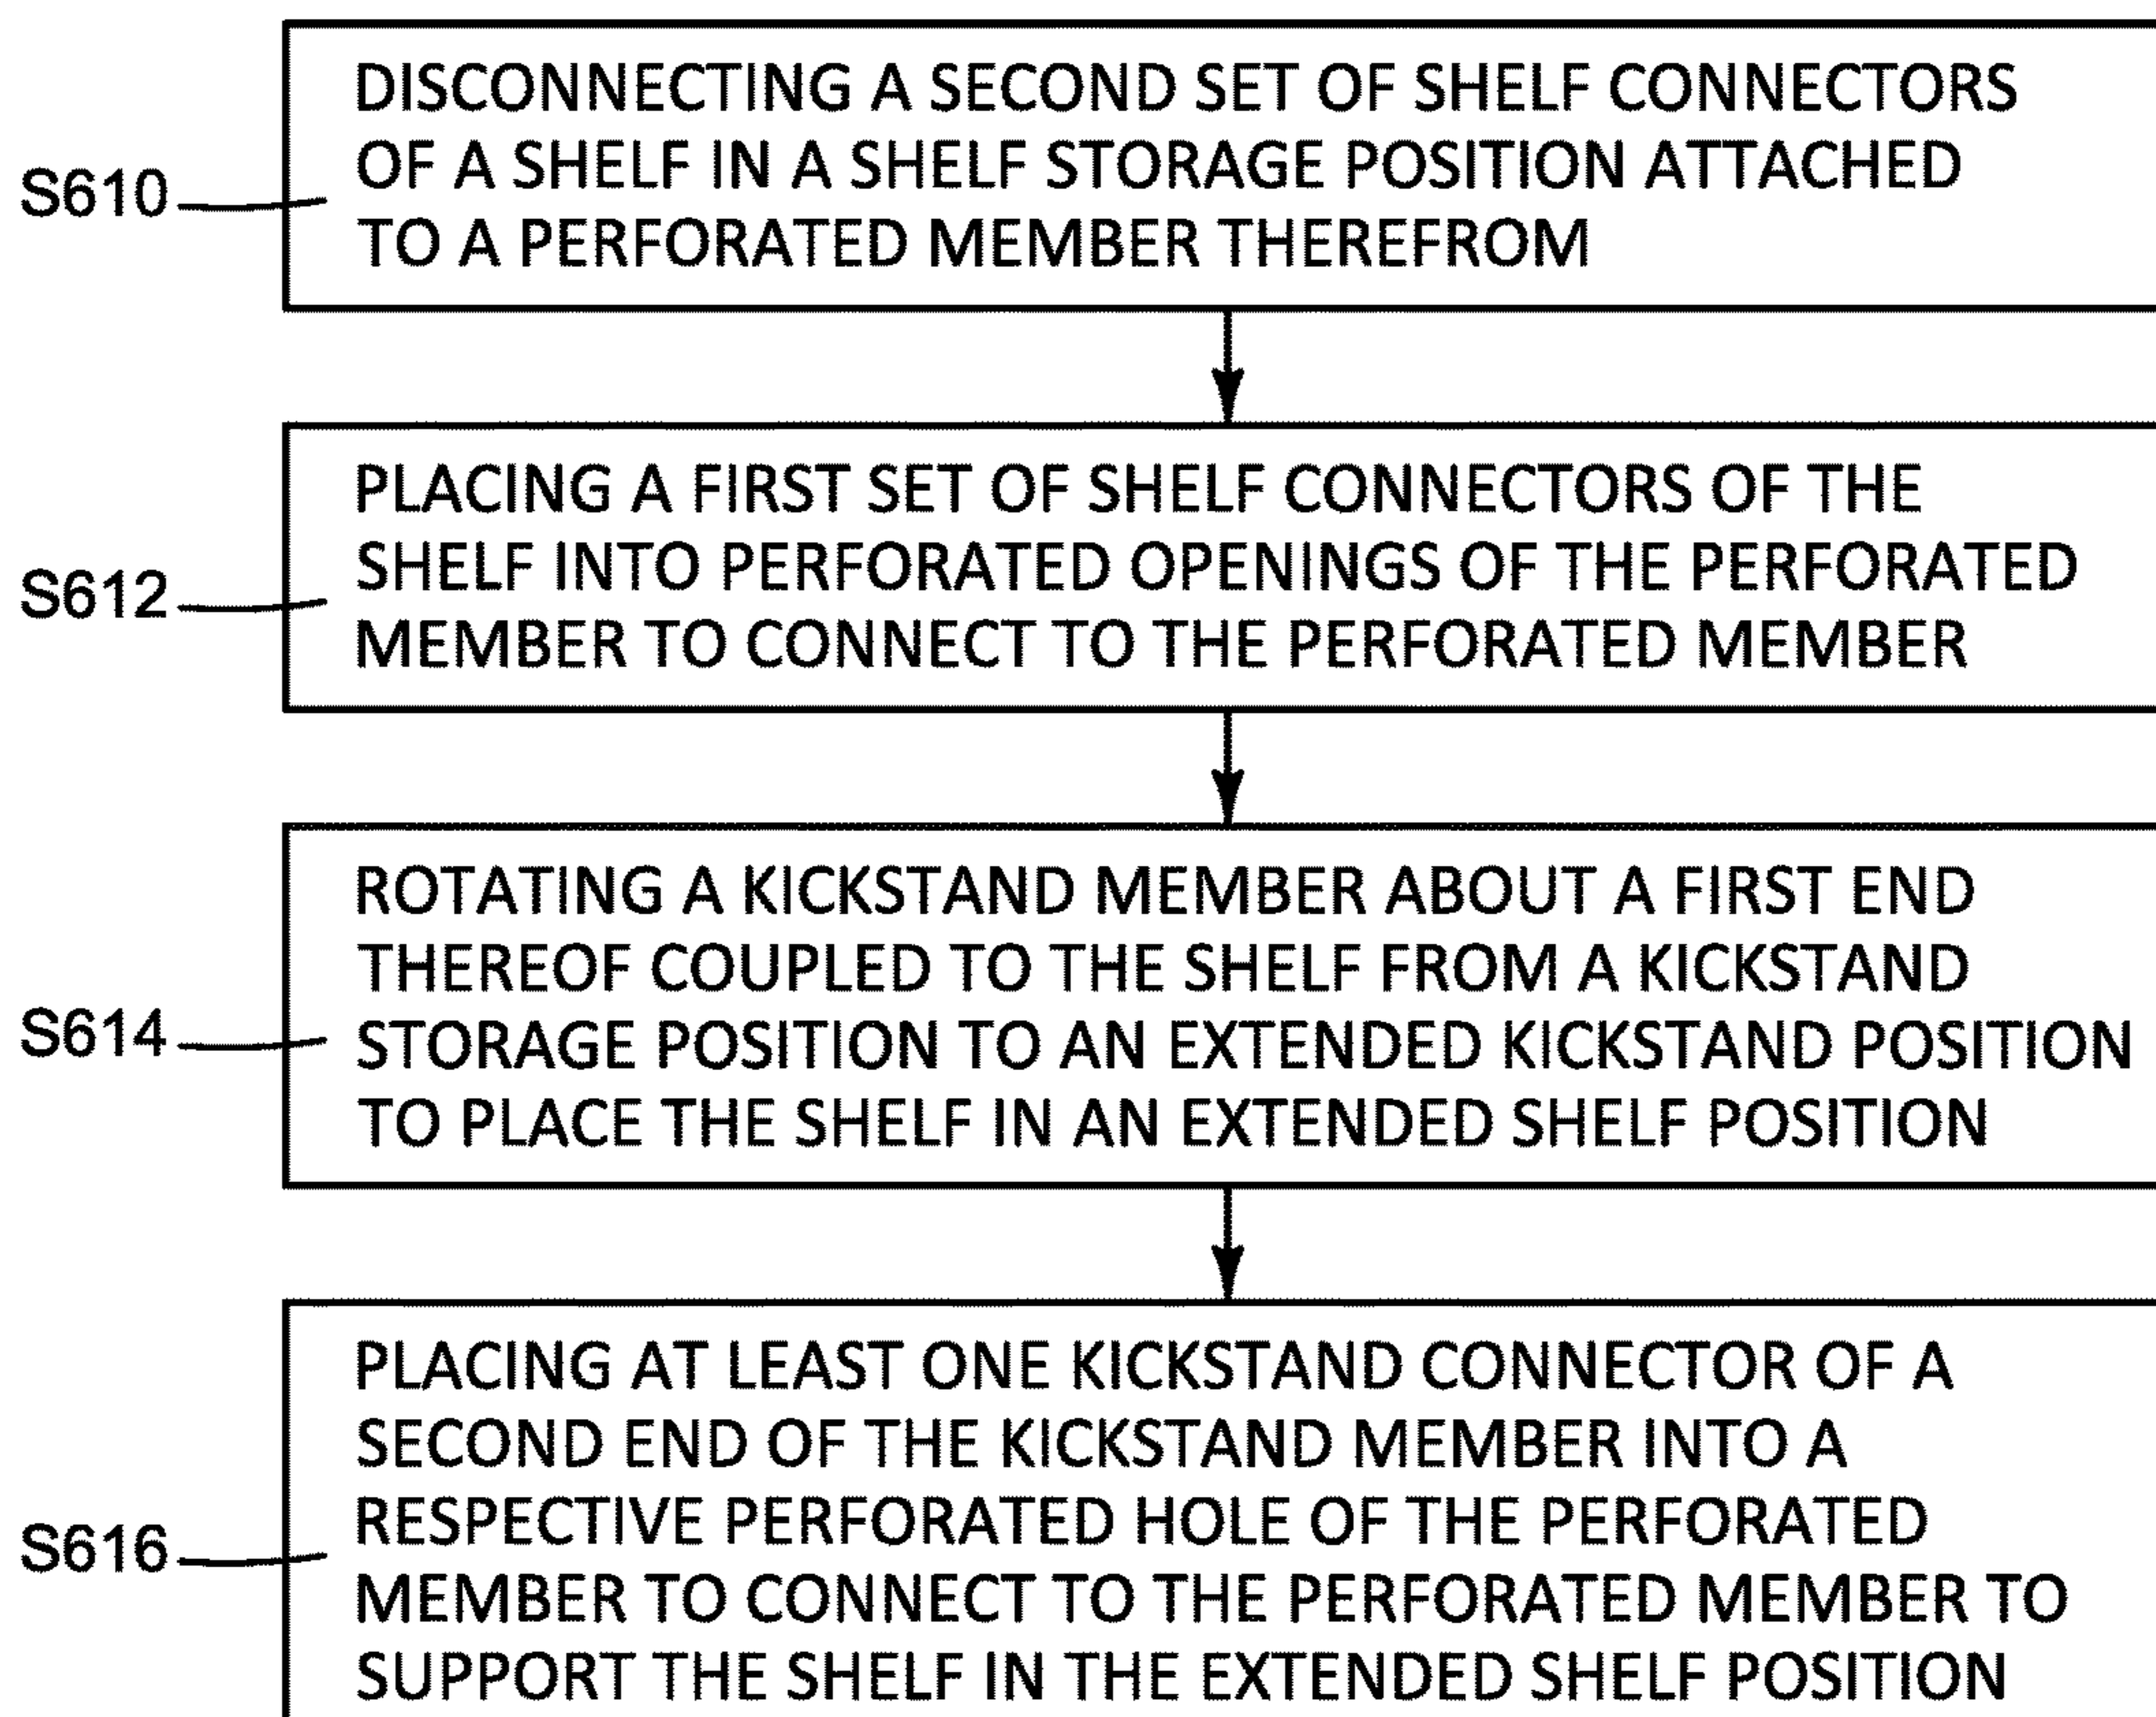 DISCONNECTING A SECOND SET OF SHELF CONNECTORS
OF A SHELF IN A SHELF STORAGE POSITION ATTACHED
TO A PERFORATED MEMBER THEREFROM
S610
PLACING A FIRST SET OF SHELF CONNECTORS OF THE
SHELF INTO PERFORATED OPENINGS OF THE PERFORATED
MEMBER TO CONNECT TO THE PERFORATED MEMBER
S612
ROTATING A KICKSTAND MEMBER ABOUT A FIRST END
THEREOF COUPLED TO THE SHELF FROM A KICKSTAND
STORAGE POSITION TO AN EXTENDED KICKSTAND POSITION
TO PLACE THE SHELF IN AN EXTENDED SHELF POSITION
S614
PLACING AT LEAST ONE KICKSTAND CONNECTOR OF A
SECOND END OF THE KICKSTAND MEMBER INTO A
RESPECTIVE PERFORATED HOLE OF THE PERFORATED
MEMBER TO CONNECT TO THE PERFORATED MEMBER TO
SUPPORT THE SHELF IN THE EXTENDED SHELF POSITION
S616